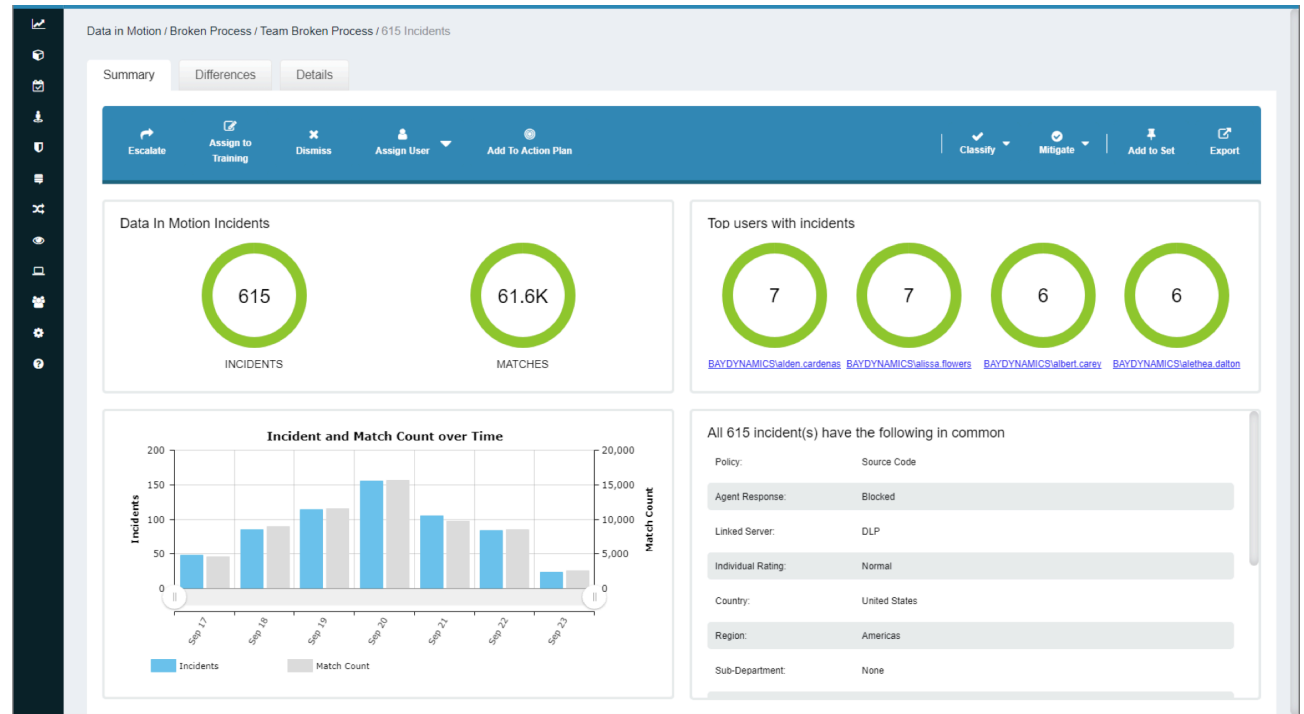 Data in Motion / Broken Process / Team Broken Process / 615 Incidents
Summary
Differences
Details
Escalate
Assign to
Training
Dismiss
Assign User
Add To Action Plan
Classify
Mitigate
Add to Set
Export
Data In Motion Incidents
615
INCIDENTS
61.6K
MATCHES
Top users with incidents
7
7
6
6
BAYDYNAMICS\alden.cardenas
BAYDYNAMICS\alissa.flowers
BAYDYNAMICS\albert.carey
BAYDYNAMICS\alethea.dalton
Incident and Match Count over Time
200
150
100
50
0
Incidents
20,000
15,000
10,000
5,000
0
Match Count
Sep 17
Sep 18
Sep 19
Sep 20
Sep 21
Sep 22
Sep 23
Incidents
Match Count
All 615 incident(s) have the following in common
Policy: Source Code
Agent Response: Blocked
Linked Server: DLP
Individual Rating: Normal
Country: United States
Region: Americas
Sub-Department: None